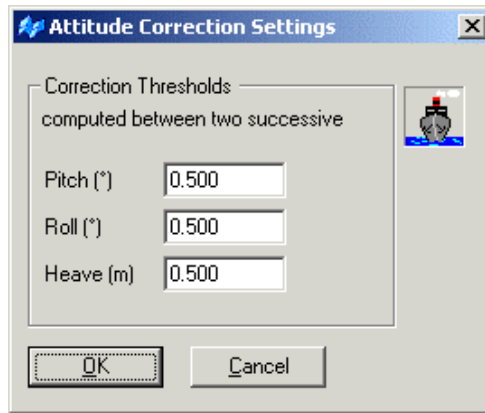 Attitude Correction Settings
Correction Thresholds
computed between two successive
Pitch (°) 0.500
Roll (°) 0.500
Heave (m) 0.500
OK Cancel